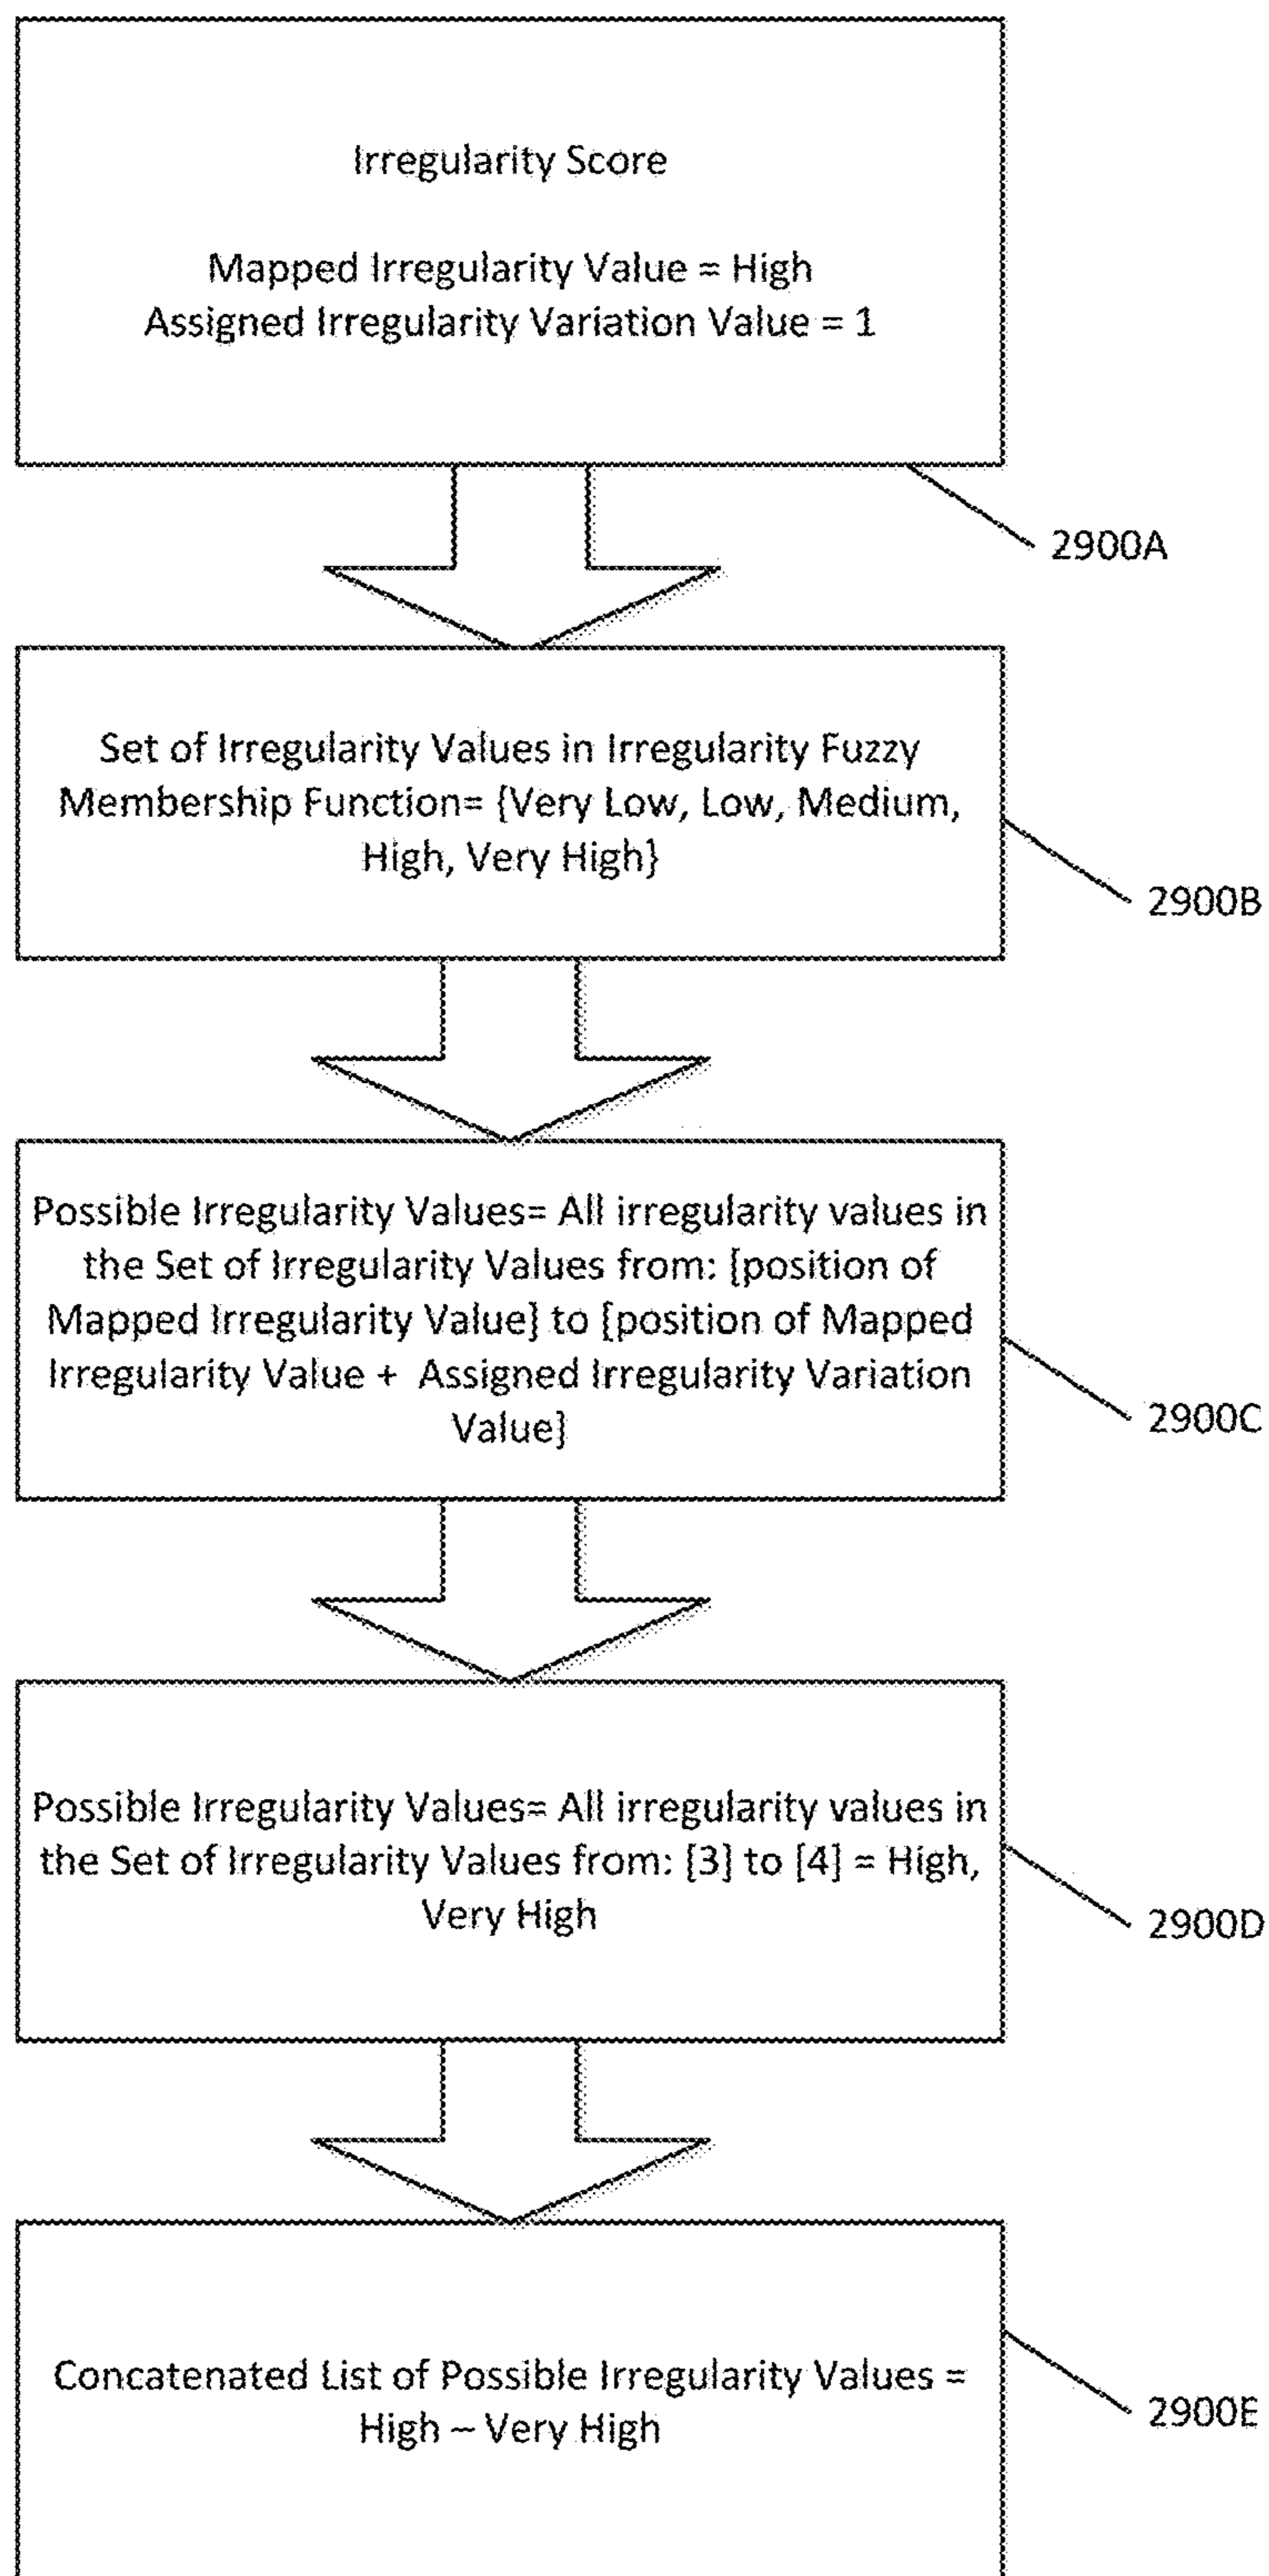 Irregularity Score
Mapped Irregularity Value = High
Assigned Irregularity Variation Value = 1
2900A
Set of Irregularity Values in Irregularity Fuzzy
Membership Function= {Very Low, Low, Medium,
High, Very High}
2900B
Possible Irregularity Values= All irregularity values in
the Set of Irregularity Values from: [position of
Mapped Irregularity Value] to [position of Mapped
Irregularity Value + Assigned Irregularity Variation
Value]
2900C
Possible Irregularity Values= All irregularity values in
the Set of Irregularity Values from: [3] to [4] = High,
Very High
2900D
Concatenated List of Possible Irregularity Values =
High – Very High
2900E